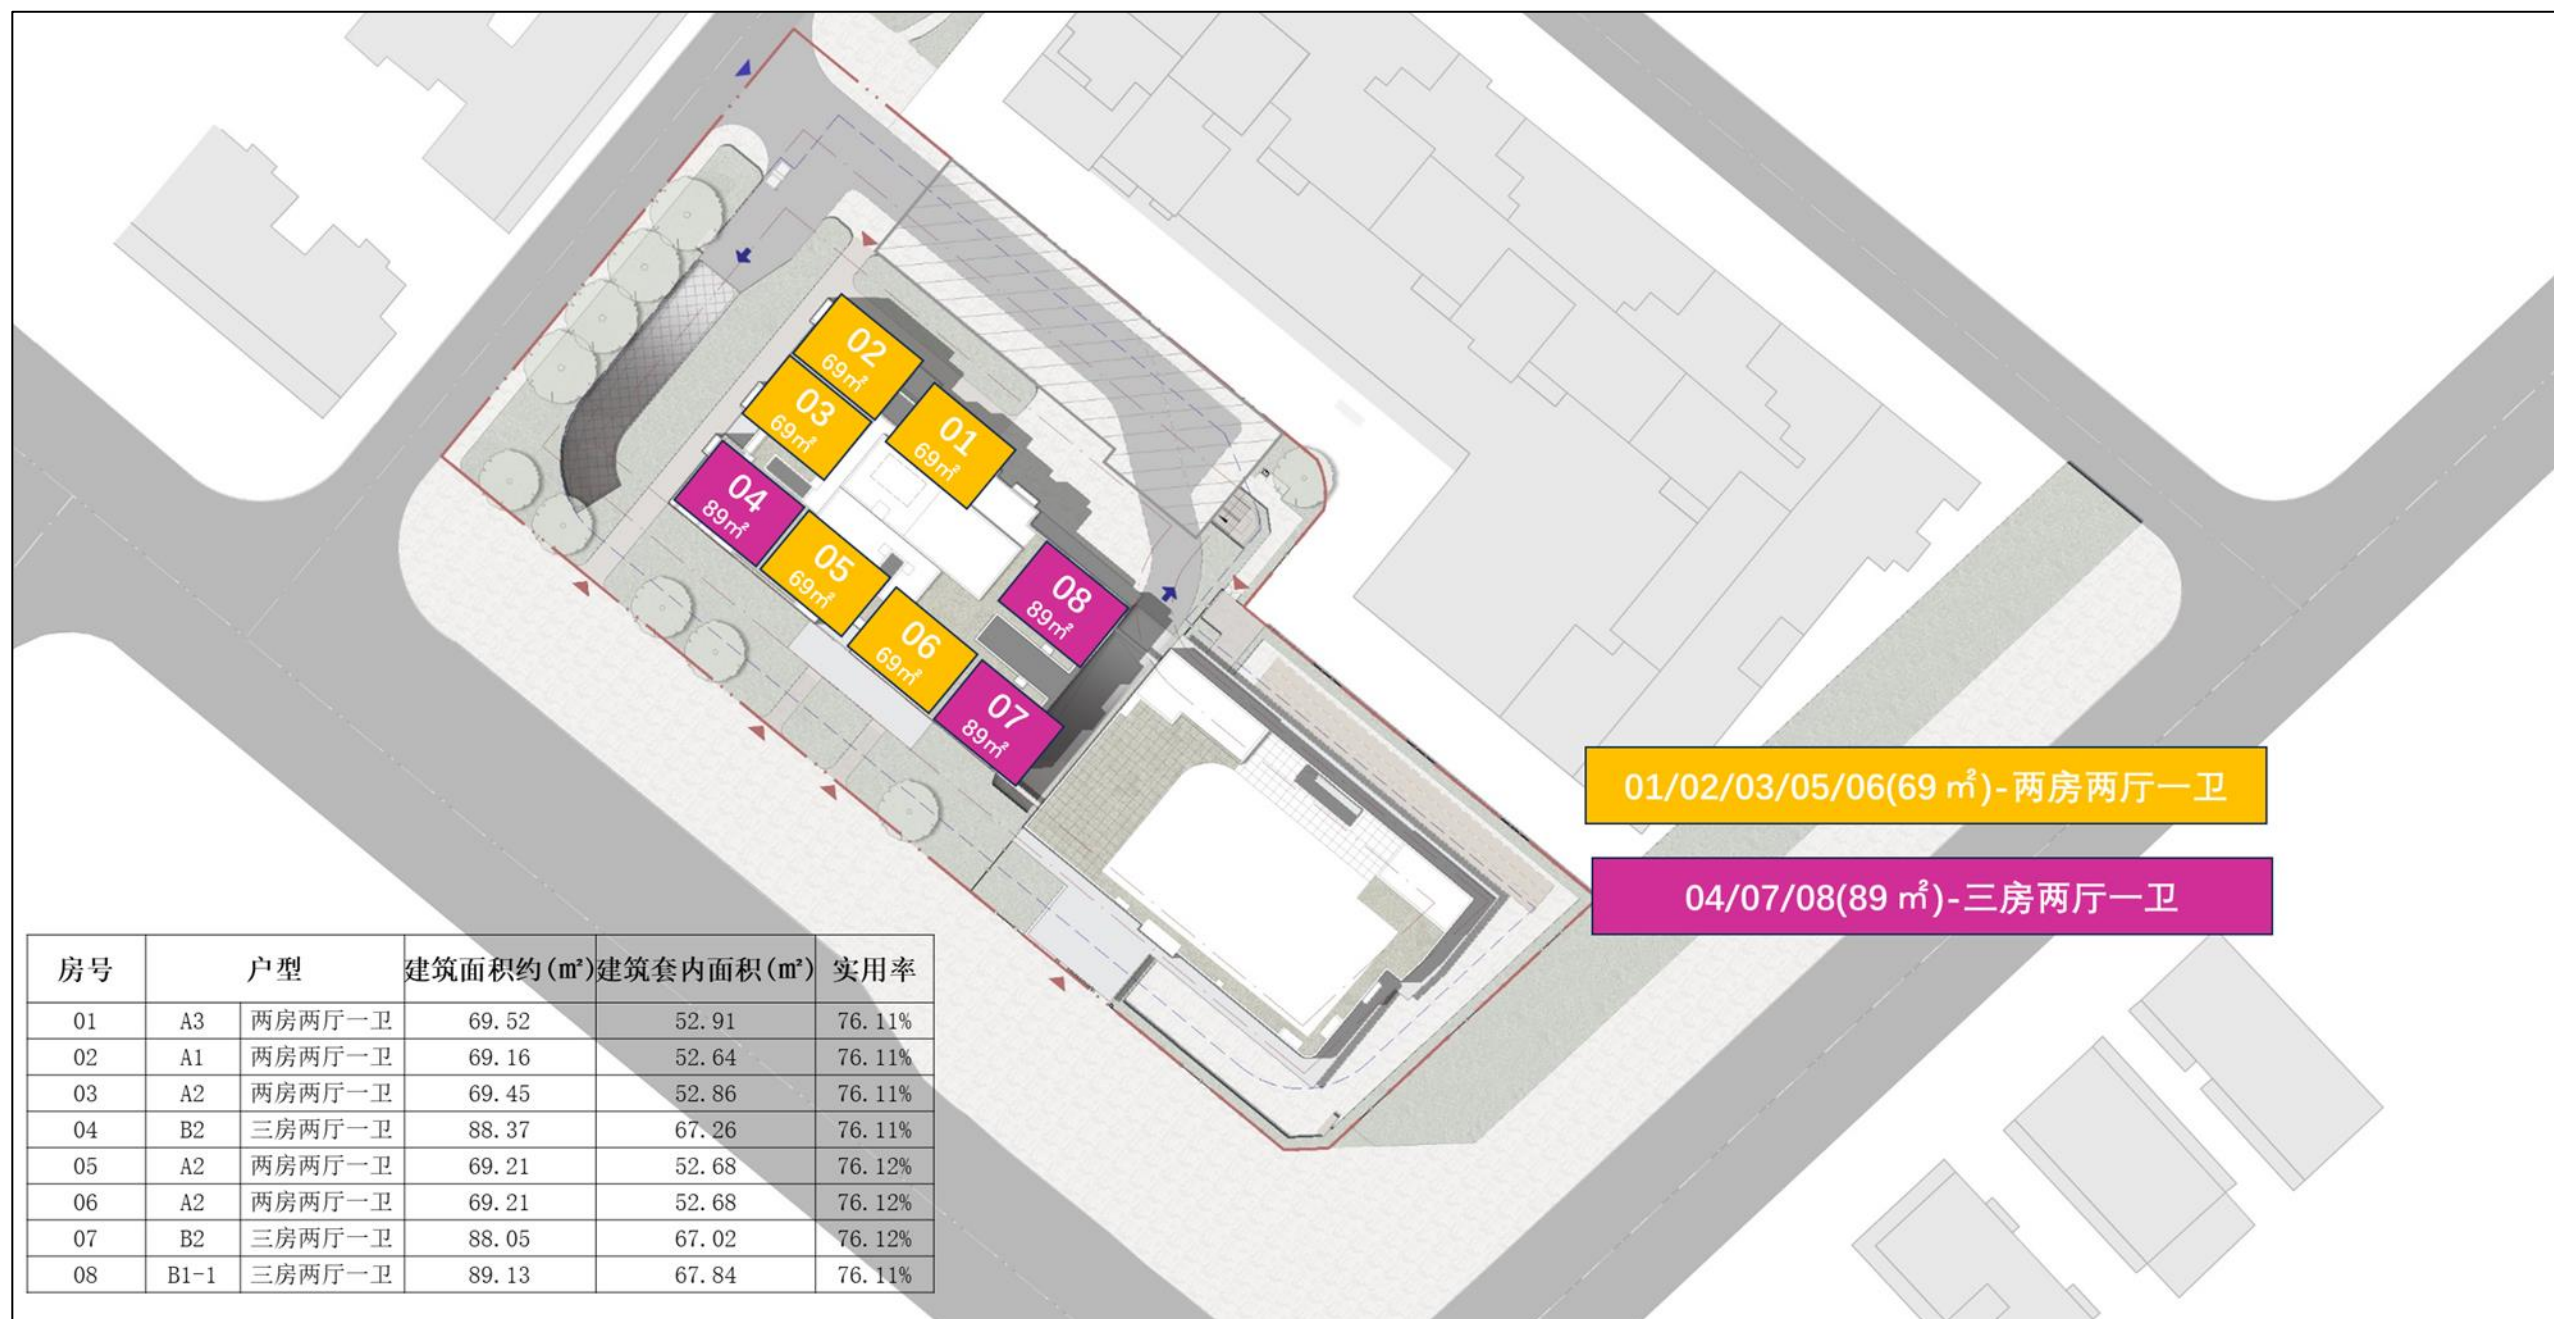 02
69㎡
03
69㎡
01
69㎡
04
89㎡
05
69㎡
08
89㎡
06
69㎡
07
89㎡
01/02/03/05/06(69 ㎡)-两房两厅一卫
04/07/08(89 ㎡)-三房两厅一卫
房号 户型 建筑面积约(㎡) 建筑套内面积(㎡) 实用率
01 A3 两房两厅一卫 69.52 52.91 76.11%
02 A1 两房两厅一卫 69.16 52.64 76.11%
03 A2 两房两厅一卫 69.45 52.86 76.11%
04 B2 三房两厅一卫 88.37 67.26 76.11%
05 A2 两房两厅一卫 69.21 52.68 76.12%
06 A2 两房两厅一卫 69.21 52.68 76.12%
07 B2 三房两厅一卫 88.05 67.02 76.12%
08 B1-1 三房两厅一卫 89.13 67.84 76.11%